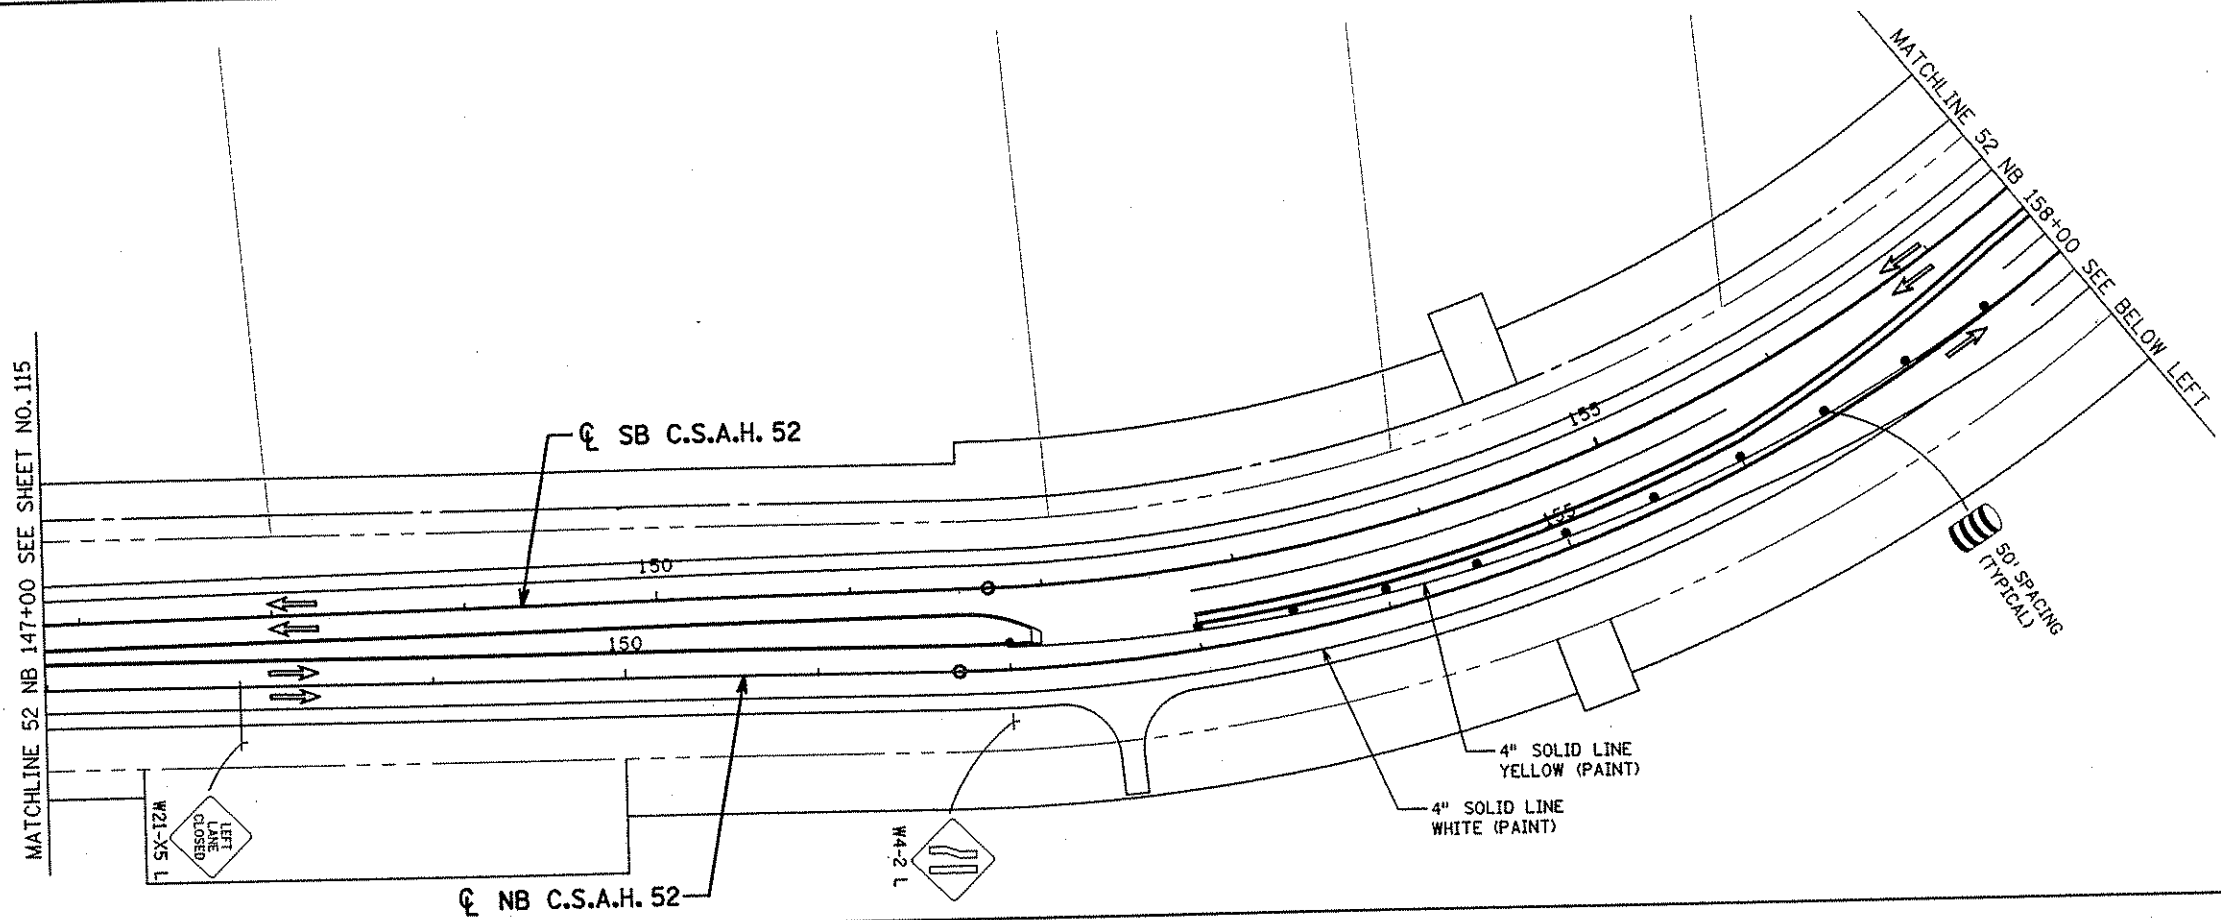 MATCHLINE 52 NB 158+00 SEE BELOW LEFT
MATCHLINE 52 NB 147+00 SEE SHEET NO. 115
℄ SB C.S.A.H. 52
155
150
155
150
50' SPACING
(TYPICAL)
4" SOLID LINE
YELLOW (PAINT)
4" SOLID LINE
WHITE (PAINT)
W21-X5 L
LEFT
LANE
CLOSED
W4-2 L
℄ NB C.S.A.H. 52